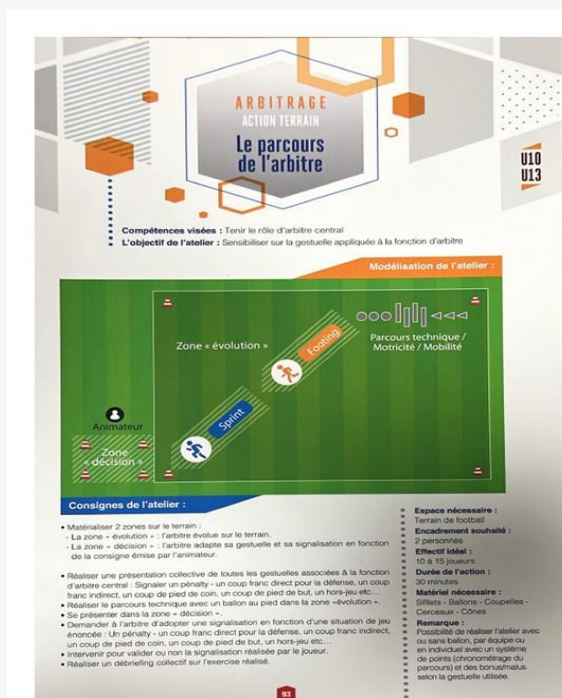 ARBITRAGE
ACTION TERRAIN
Le parcours
de l'arbitre
U10
U13
Compétences visées : Tenir le rôle d'arbitre central
L'objectif de l'atelier : Sensibiliser sur la gestuelle appliquée à la fonction d'arbitre
Modélisation de l'atelier :
Zone « évolution »
Footing
Parcours technique /
Motricité / Mobilité
Sprint
Animateur
Zone
« décision »
Consignes de l'atelier :
• Matérialiser 2 zones sur le terrain :
- La zone « évolution » : l'arbitre évolue sur le terrain.
- La zone « décision » : l'arbitre adapte sa gestuelle et sa signalisation en fonction
de la consigne émise par l'animateur.
• Réaliser une présentation collective de toutes les gestuelles associées à la fonction
d'arbitre central : Signaler un penalty - un coup franc direct pour la défense, un coup
franc indirect, un coup de pied de coin, un coup de pied de but, un hors-jeu etc...
• Réaliser le parcours technique avec un ballon au pied dans la zone «évolution ».
• Se présenter dans la zone « décision ».
• Demander à l'arbitre d'adopter une signalisation en fonction d'une situation de jeu
énoncée : Un pénalty - un coup franc direct pour la défense, un coup franc indirect,
un coup de pied de coin, un coup de pied de but, un hors-jeu etc...
• Intervenir pour valider ou non la signalisation réalisée par le joueur.
• Réaliser un débriefing collectif sur l'exercice réalisé.
Espace nécessaire :
Terrain de football
Encadrement souhaité :
2 personnes
Effectif idéal :
10 à 15 joueurs
Durée de l'action :
30 minutes
Matériel nécessaire :
Sifflets - Ballons - Coupelles -
Cerceaux - Cônes
Remarque :
Possibilité de réaliser l'atelier avec
ou sans ballon, par équipe ou
en individuel avec un système
de points (chronométrage du
parcours) et des bonus/malus
selon la gestuelle utilisée.
93